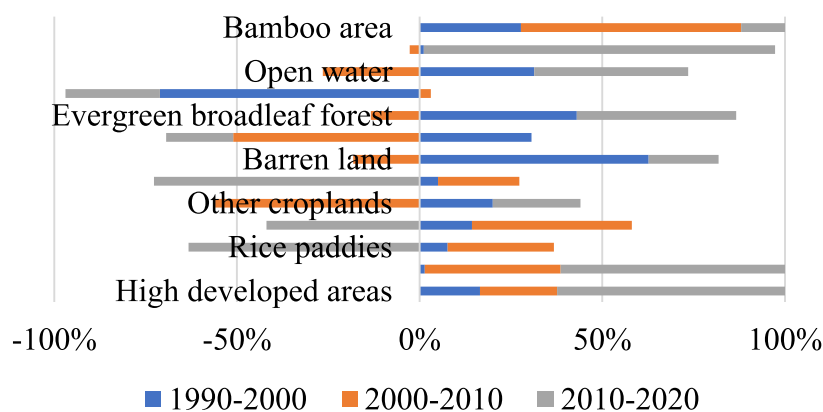 Bamboo area
Open water
Evergreen broadleaf forest
Barren land
Other croplands
Rice paddies
High developed areas
-100% -50% 0% 50% 100%
1990-2000 2000-2010 2010-2020